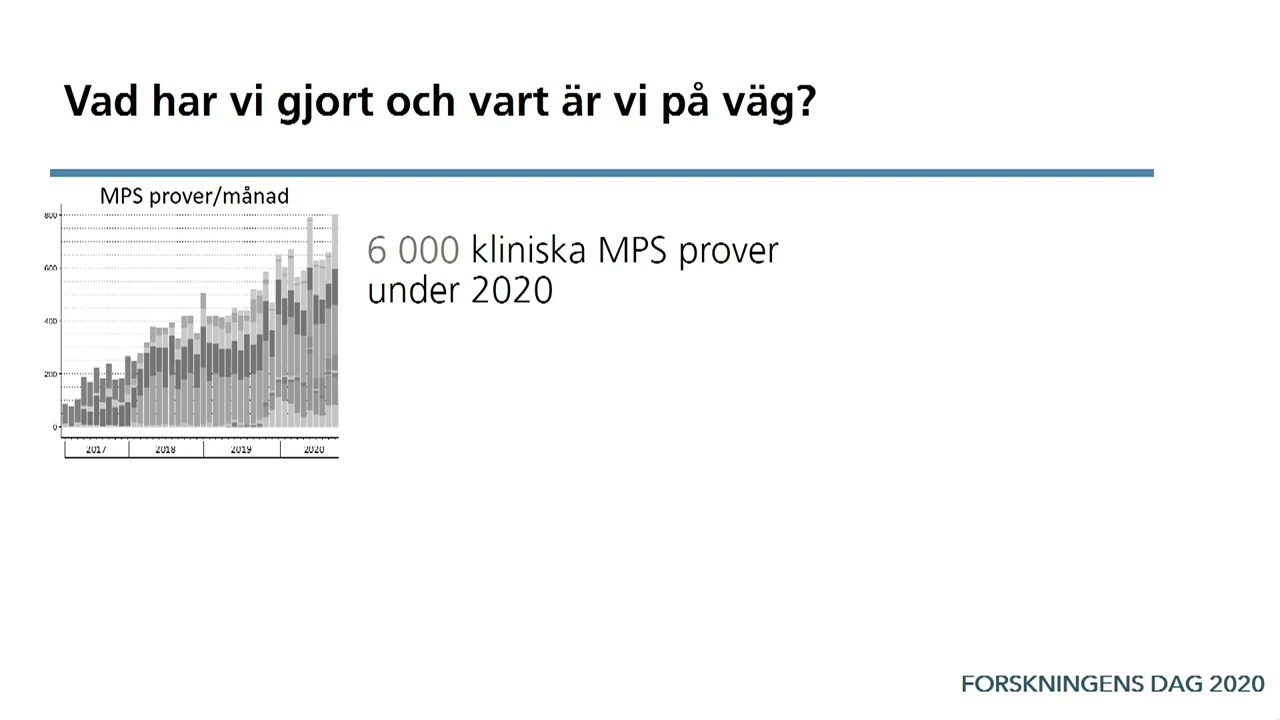 Vad har vi gjort och vart är vi på väg?
MPS prover/månad
800
600
400
200
0
2017 2018 2019 2020
6 000 kliniska MPS prover
under 2020
FORSKNINGENS DAG 2020